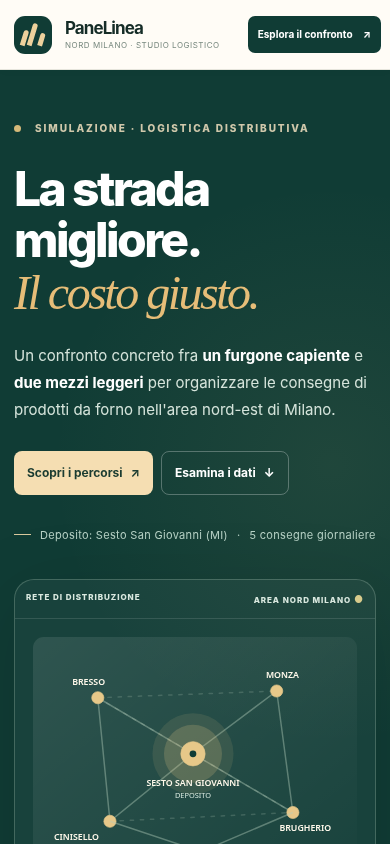 PaneLinea
NORD MILANO · STUDIO LOGISTICO
Esplora il confronto ↗
SIMULAZIONE · LOGISTICA DISTRIBUTIVA
La strada
migliore.
Il costo giusto.
Un confronto concreto fra un furgone capiente e
due mezzi leggeri per organizzare le consegne di
prodotti da forno nell'area nord-est di Milano.
Scopri i percorsi ↗
Esamina i dati ↓
Deposito: Sesto San Giovanni (MI) · 5 consegne giornaliere
RETE DI DISTRIBUZIONE
AREA NORD MILANO
BRESSO
MONZA
SESTO SAN GIOVANNI
DEPOSITO
BRUGHERIO
CINISELLO